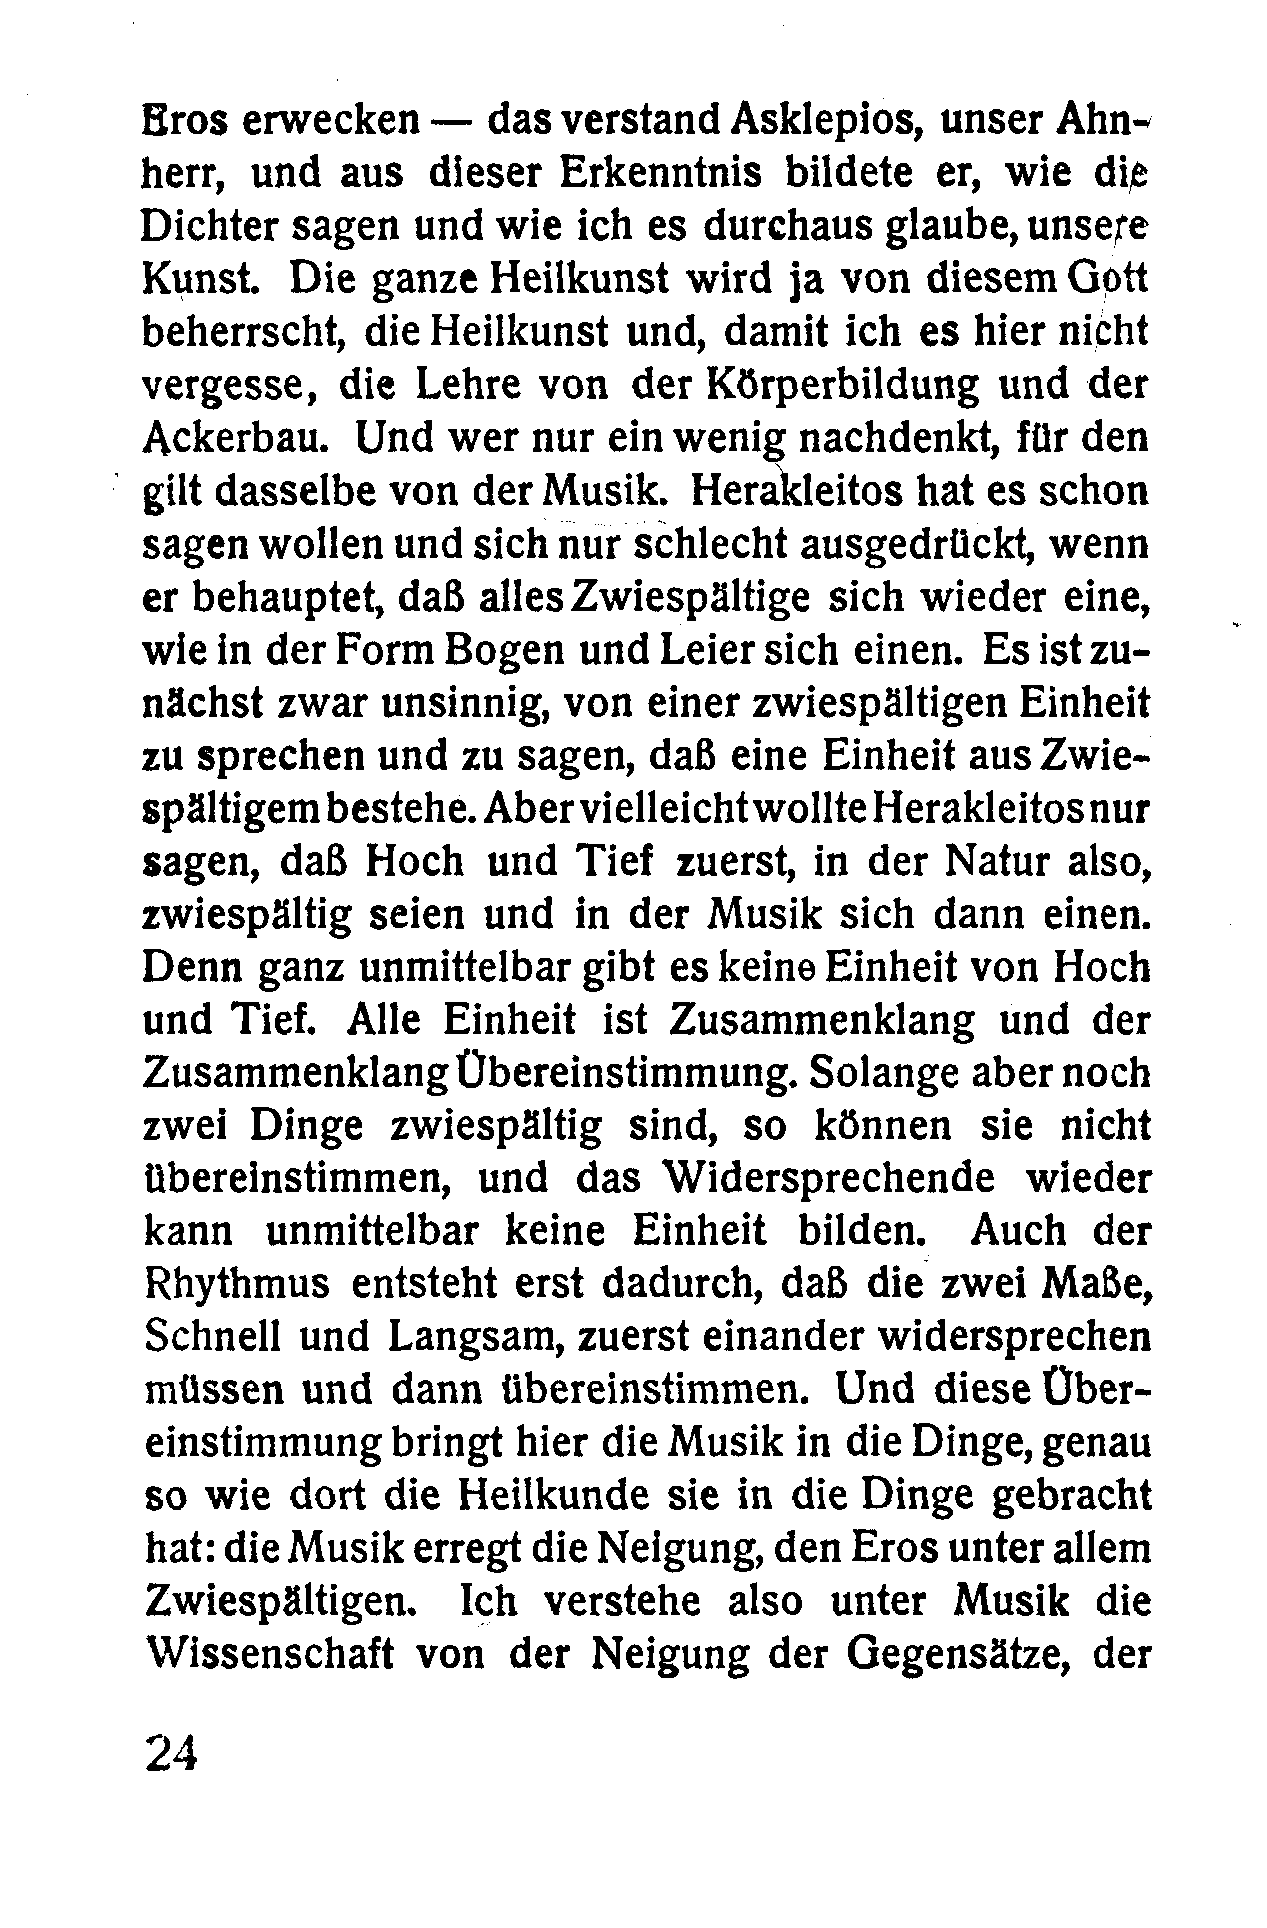 Eros erwecken — das verstand Asklepios, unser Ahn-
herr, und aus dieser Erkenntnis bildete er, wie die
Dichter sagen und wie ich es durchaus glaube, unsere
Kunst. Die ganze Heilkunst wird ja von diesem Gott
beherrscht, die Heilkunst und, damit ich es hier nicht
vergesse, die Lehre von der Körperbildung und der
Ackerbau. Und wer nur ein wenig nachdenkt, für den
gilt dasselbe von der Musik. Herakleitos hat es schon
sagen wollen und sich nur schlecht ausgedrückt, wenn
er behauptet, daß alles Zwiespältige sich wieder eine,
wie in der Form Bogen und Leier sich einen. Es ist zu-
nächst zwar unsinnig, von einer zwiespältigen Einheit
zu sprechen und zu sagen, daß eine Einheit aus Zwie-
spältigem bestehe. Aber vielleicht wollte Herakleitos nur
sagen, daß Hoch und Tief zuerst, in der Natur also,
zwiespältig seien und in der Musik sich dann einen.
Denn ganz unmittelbar gibt es keine Einheit von Hoch
und Tief. Alle Einheit ist Zusammenklang und der
Zusammenklang Übereinstimmung. Solange aber noch
zwei Dinge zwiespältig sind, so können sie nicht
übereinstimmen, und das Widersprechende wieder
kann unmittelbar keine Einheit bilden. Auch der
Rhythmus entsteht erst dadurch, daß die zwei Maße,
Schnell und Langsam, zuerst einander widersprechen
müssen und dann übereinstimmen. Und diese Über-
einstimmung bringt hier die Musik in die Dinge, genau
so wie dort die Heilkunde sie in die Dinge gebracht
hat: die Musik erregt die Neigung, den Eros unter allem
Zwiespältigen. Ich verstehe also unter Musik die
Wissenschaft von der Neigung der Gegensätze, der
24